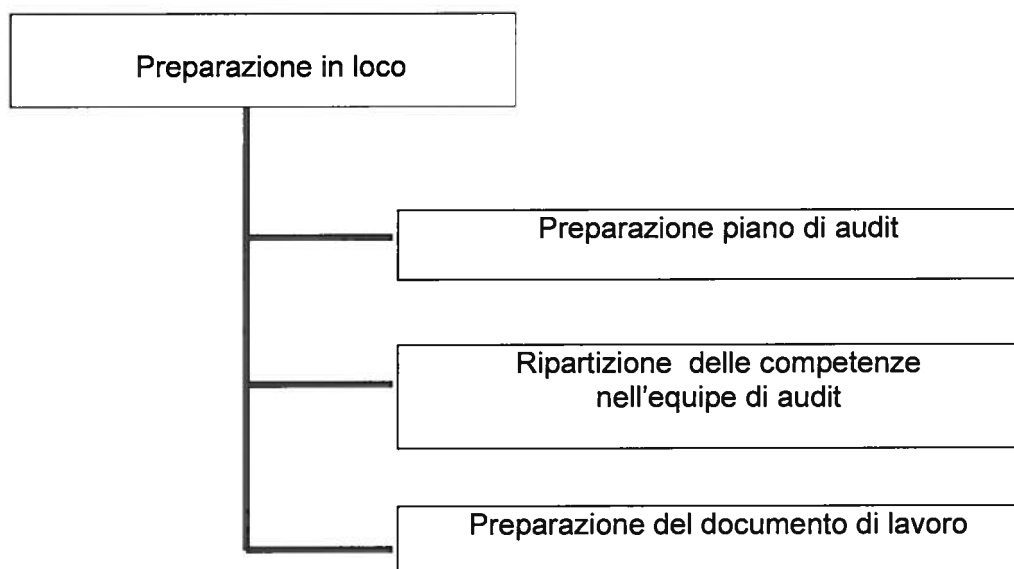 Preparazione in loco
Preparazione piano di audit
Ripartizione delle competenze
nell'equipe di audit
Preparazione del documento di lavoro